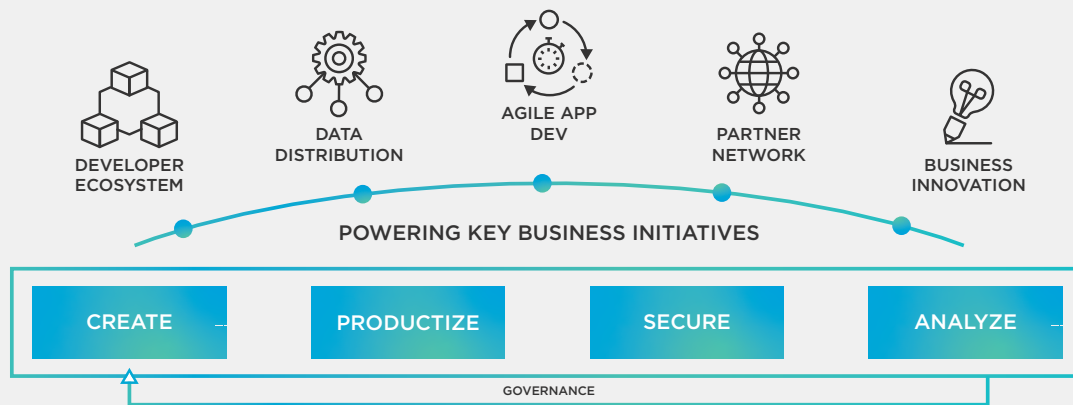 DEVELOPER
ECOSYSTEM
DATA
DISTRIBUTION
AGILE APP
DEV
PARTNER
NETWORK
BUSINESS
INNOVATION
POWERING KEY BUSINESS INITIATIVES
CREATE
PRODUCTIZE
SECURE
ANALYZE
GOVERNANCE